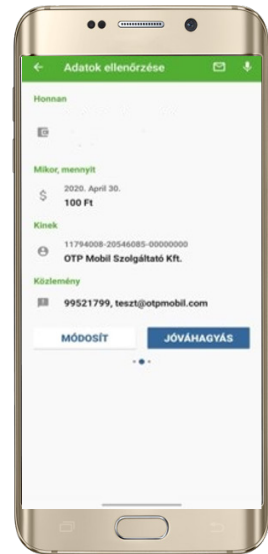 Adatok ellenőrzése
Honnan
Mikor, mennyit
2020. April 30.
100 Ft
Kinek
11794008-20546085-00000000
OTP Mobil Szolgáltató Kft.
Közlemény
99521799, teszt@otpmobil.com
MÓDOSÍT
JÓVÁHAGYÁS